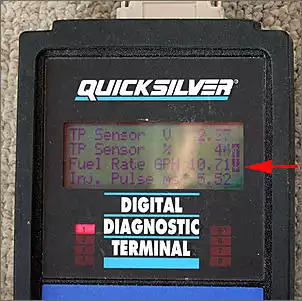 QUICKSILVER
TP Sensor V 2.37
TP Sensor % 44
Fuel Rate GPH 10.71
Inj. Pulse ms 5.52
DIGITAL
DIAGNOSTIC
TERMINAL